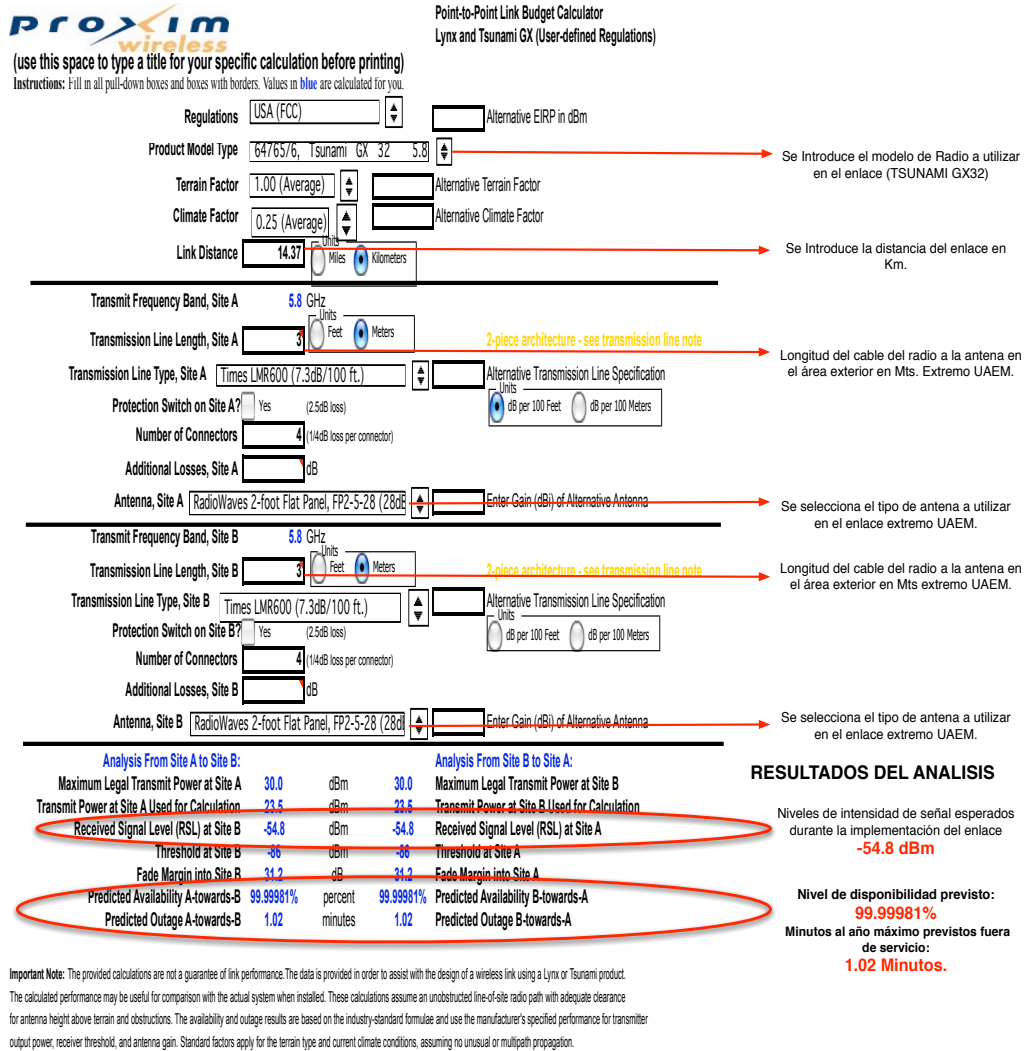 proxim
wireless
Point-to-Point Link Budget Calculator
Lynx and Tsunami GX (User-defined Regulations)
(use this space to type a title for your specific calculation before printing)
Instructions: Fill in all pull-down boxes and boxes with borders. Values in blue are calculated for you.
Regulations USA (FCC) Alternative EIRP in dBm
Product Model Type 64765/6, Tsunami GX 32 5.8
Se Introduce el modelo de Radio a utilizar
en el enlace (TSUNAMI GX32)
Terrain Factor 1.00 (Average) Alternative Terrain Factor
Climate Factor 0.25 (Average) Alternative Climate Factor
Units
Link Distance 14.37 Miles Kilometers
Se Introduce la distancia del enlace en
Km.
Transmit Frequency Band, Site A 5.8 GHz
Units
Transmission Line Length, Site A 3 Feet Meters 2-piece architecture - see transmission line note
Longitud del cable del radio a la antena en
el área exterior en Mts. Extremo UAEM.
Transmission Line Type, Site A Times LMR600 (7.3dB/100 ft.) Alternative Transmission Line Specification
Units
Protection Switch on Site A? Yes (2.5dB loss) dB per 100 Feet dB per 100 Meters
Number of Connectors 4 (1/4dB loss per connector)
Additional Losses, Site A dB
Antenna, Site A RadioWaves 2-foot Flat Panel, FP2-5-28 (28dB Enter Gain (dBi) of Alternative Antenna
Se selecciona el tipo de antena a utilizar
en el enlace extremo UAEM.
Transmit Frequency Band, Site B 5.8 GHz
Units
Transmission Line Length, Site B 3 Feet Meters 2-piece architecture - see transmission line note
Longitud del cable del radio a la antena en
el área exterior en Mts extremo UAEM.
Transmission Line Type, Site B Times LMR600 (7.3dB/100 ft.) Alternative Transmission Line Specification
Units
Protection Switch on Site B? Yes (2.5dB loss) dB per 100 Feet dB per 100 Meters
Number of Connectors 4 (1/4dB loss per connector)
Additional Losses, Site B dB
Antenna, Site B RadioWaves 2-foot Flat Panel, FP2-5-28 (28dB Enter Gain (dBi) of Alternative Antenna
Se selecciona el tipo de antena a utilizar
en el enlace extremo UAEM.
Analysis From Site A to Site B: Analysis From Site B to Site A:
Maximum Legal Transmit Power at Site A 30.0 dBm 30.0 Maximum Legal Transmit Power at Site B
Transmit Power at Site A Used for Calculation 23.5 dBm 23.5 Transmit Power at Site B Used for Calculation
Received Signal Level (RSL) at Site B -54.8 dBm -54.8 Received Signal Level (RSL) at Site A
Threshold at Site B -86 dBm -86 Threshold at Site A
Fade Margin into Site B 31.2 dB 31.2 Fade Margin into Site A
Predicted Availability A-towards-B 99.99981% percent 99.99981% Predicted Availability B-towards-A
Predicted Outage A-towards-B 1.02 minutes 1.02 Predicted Outage B-towards-A
RESULTADOS DEL ANALISIS
Niveles de intensidad de señal esperados
durante la implementación del enlace
-54.8 dBm
Nivel de disponibilidad previsto:
99.99981%
Minutos al año máximo previstos fuera
de servicio:
1.02 Minutos.
Important Note: The provided calculations are not a guarantee of link performance. The data is provided in order to assist with the design of a wireless link using a Lynx or Tsunami product.
The calculated performance may be useful for comparison with the actual system when installed. These calculations assume an unobstructed line-of-site radio path with adequate clearance
for antenna height above terrain and obstructions. The availability and outage results are based on the industry-standard formulae and use the manufacturer's specified performance for transmitter
output power, receiver threshold, and antenna gain. Standard factors apply for the terrain type and current climate conditions, assuming no unusual or multipath propagation.